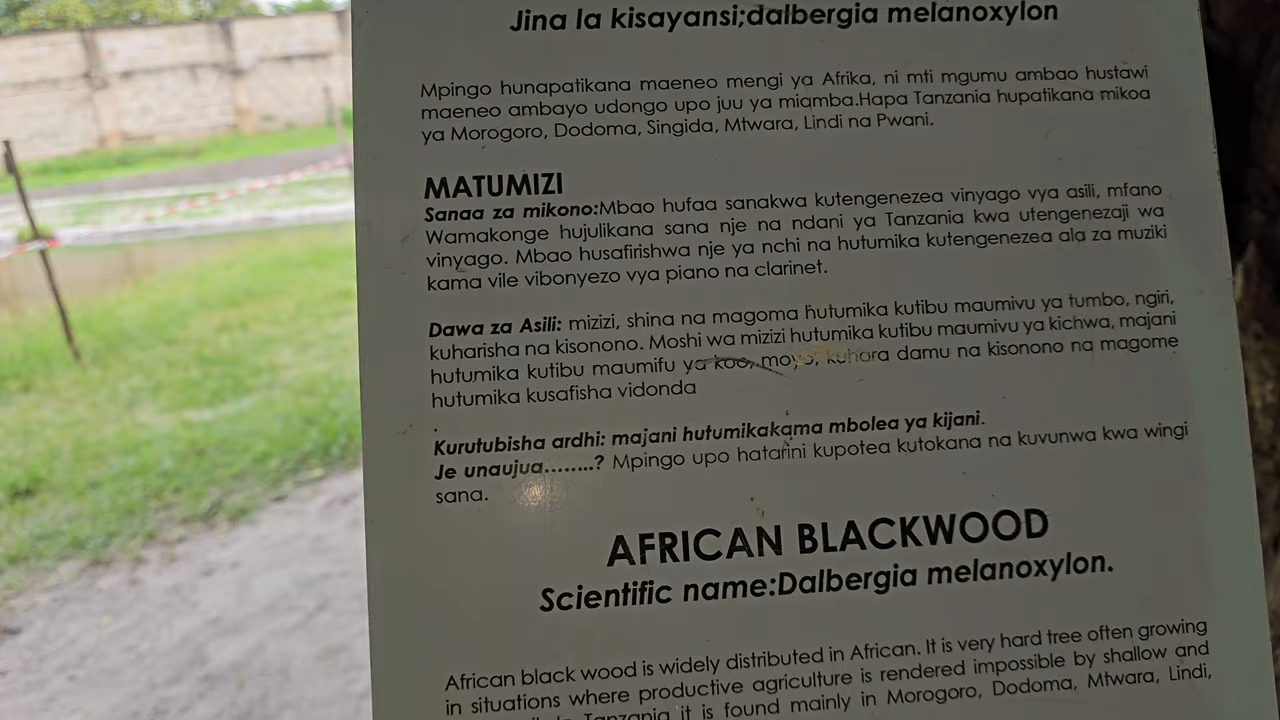 Jina la kisayansi;dalbergia melanoxylon
Mpingo hunapatikana maeneo mengi ya Afrika, ni mti mgumu ambao hustawi
maeneo ambayo udongo upo juu ya miamba.Hapa Tanzania hupatikana mikoa
ya Morogoro, Dodoma, Singida, Mtwara, Lindi na Pwani.
MATUMIZI
Sanaa za mikono:Mbao hufaa sanakwa kutengenezea vinyago vya asili, mfano
Wamakonge hujulikana sana nje na ndani ya Tanzania kwa utengenezaji wa
vinyago. Mbao husafirishwa nje ya nchi na hutumika kutengenezea ala za muziki
kama vile vibonyezo vya piano na clarinet.
Dawa za Asili: mizizi, shina na magoma hutumika kutibu maumivu ya tumbo, ngiri,
kuharisha na kisonono. Moshi wa mizizi hutumika kutibu maumivu ya kichwa, majani
hutumika kutibu maumifu ya koo, moyo, kuhara damu na kisonono na magome
hutumika kusafisha vidonda
.
Kurutubisha ardhi: majani hutumikakama mbolea ya kijani.
Je unaujua........? Mpingo upo hatarini kupotea kutokana na kuvunwa kwa wingi
sana.
AFRICAN BLACKWOOD
Scientific name:Dalbergia melanoxylon.
African black wood is widely distributed in African. It is very hard tree often growing
in situations where productive agriculture is rendered impossible by shallow and
Tanzania it is found mainly in Morogoro, Dodoma, Mtwara, Lindi,